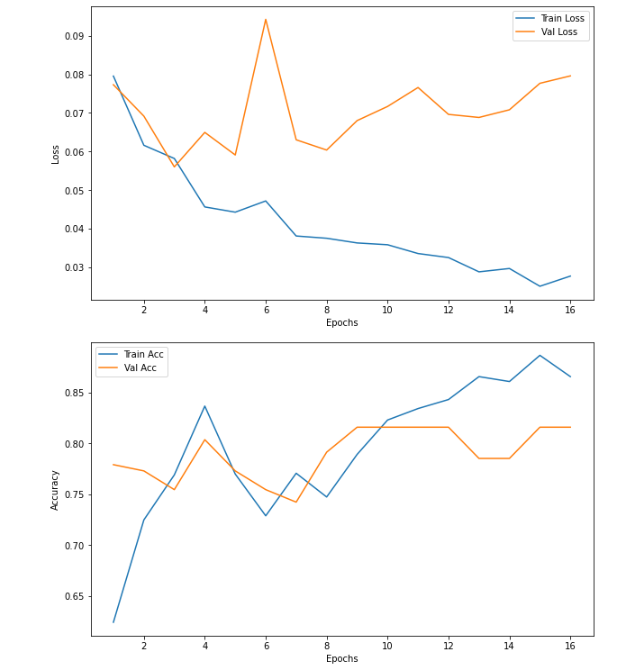 Train Loss
Val Loss
0.09
0.08
0.07
0.06
0.05
0.04
0.03
Loss
2 4 6 8 10 12 14 16
Epochs
Train Acc
Val Acc
0.85
0.80
0.75
0.70
0.65
Accuracy
2 4 6 8 10 12 14 16
Epochs